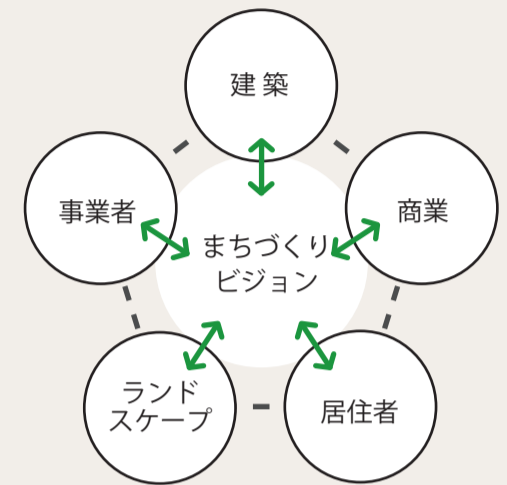 建築
事業者
商業
まちづくり
ビジョン
ランド
スケープ
居住者